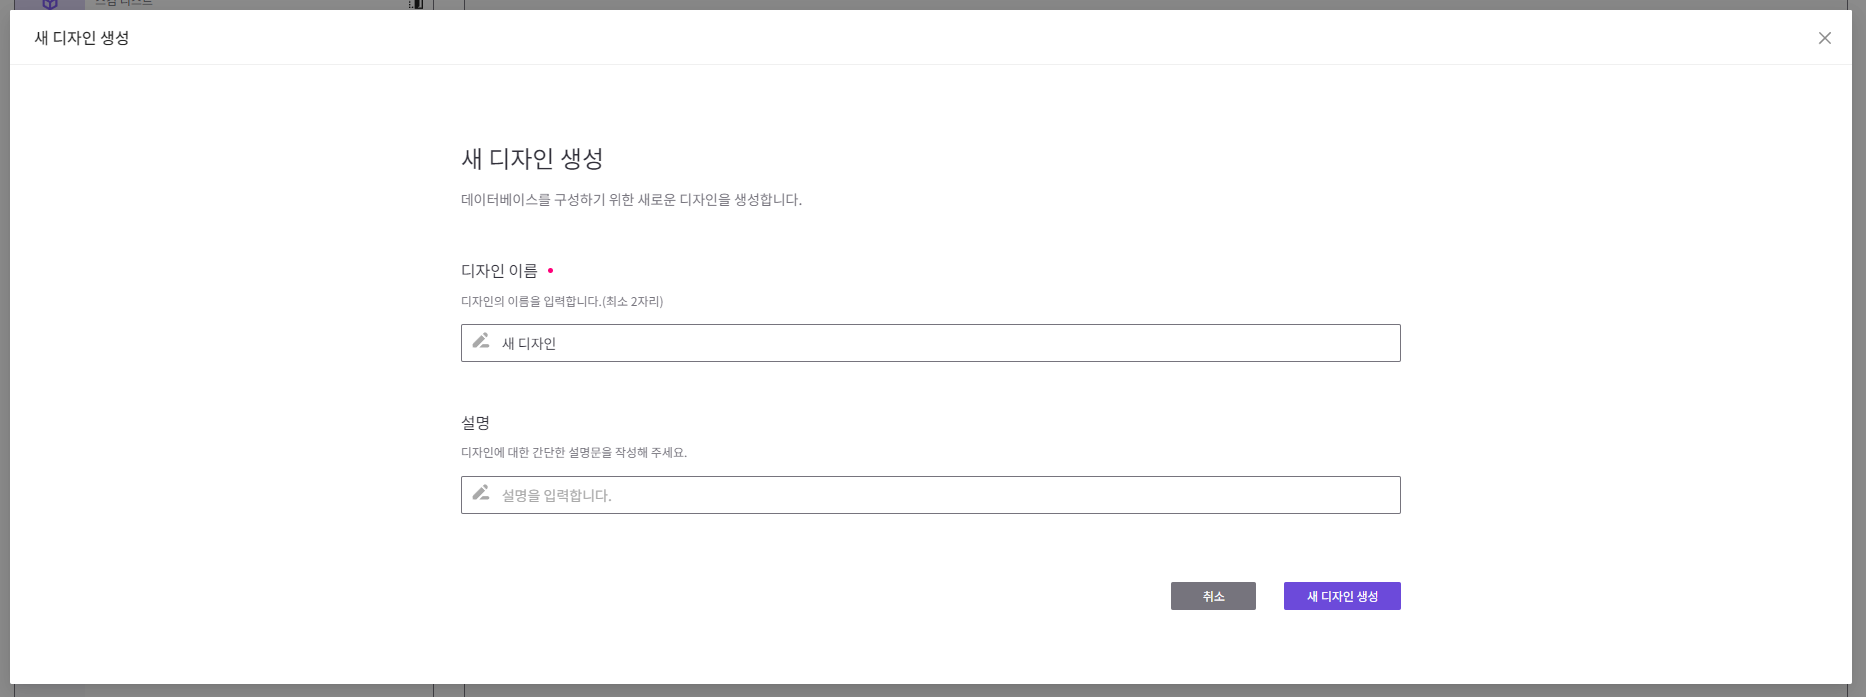 새 디자인 생성
새 디자인 생성
데이터베이스를 구성하기 위한 새로운 디자인을 생성합니다.
디자인 이름
디자인의 이름을 입력합니다.(최소 2자리)
새 디자인
설명
디자인에 대한 간단한 설명문을 작성해 주세요.
설명을 입력합니다.
취소
새 디자인 생성